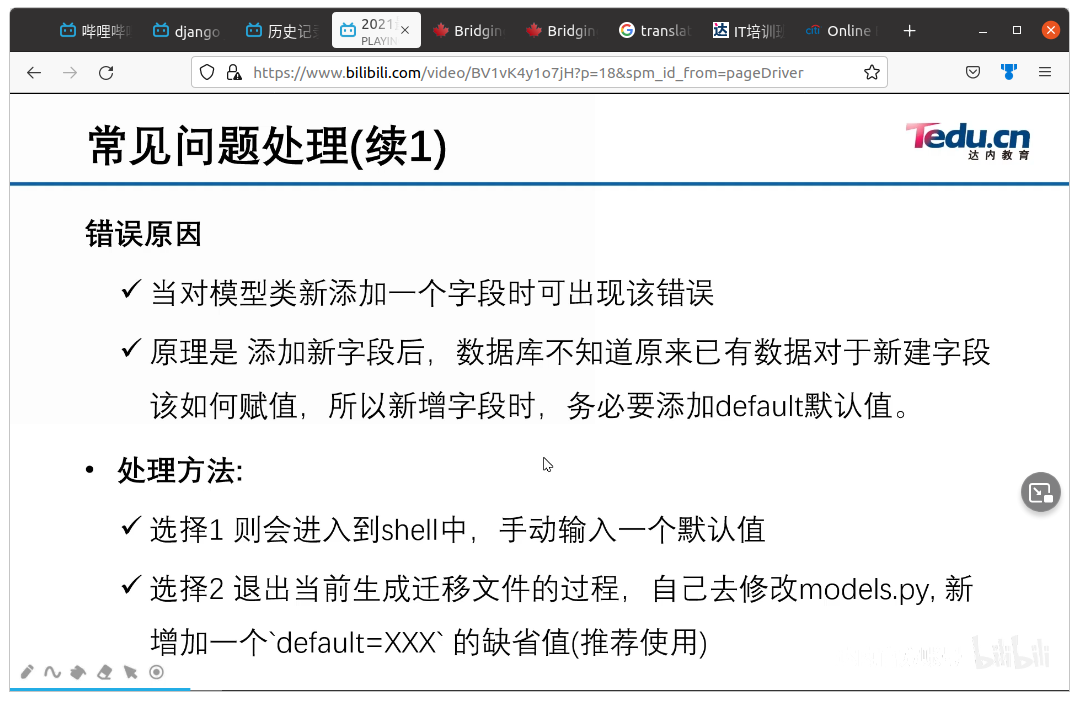 哔哩哔
django
历史记录
2021
PLAYIN
Bridgin
Bridgin
translat
IT培训班
Online
https://www.bilibili.com/video/BV1vK4y1o7jH?p=18&spm_id_from=pageDriver
常见问题处理(续1)
Tedu.cn
达内教育
错误原因
✓ 当对模型类新添加一个字段时可出现该错误
✓ 原理是 添加新字段后，数据库不知道原来已有数据对于新建字段
该如何赋值，所以新增字段时，务必要添加default默认值。
• 处理方法:
✓ 选择1 则会进入到shell中，手动输入一个默认值
✓ 选择2 退出当前生成迁移文件的过程，自己去修改models.py, 新
增加一个`default=XXX` 的缺省值(推荐使用)
bilibili